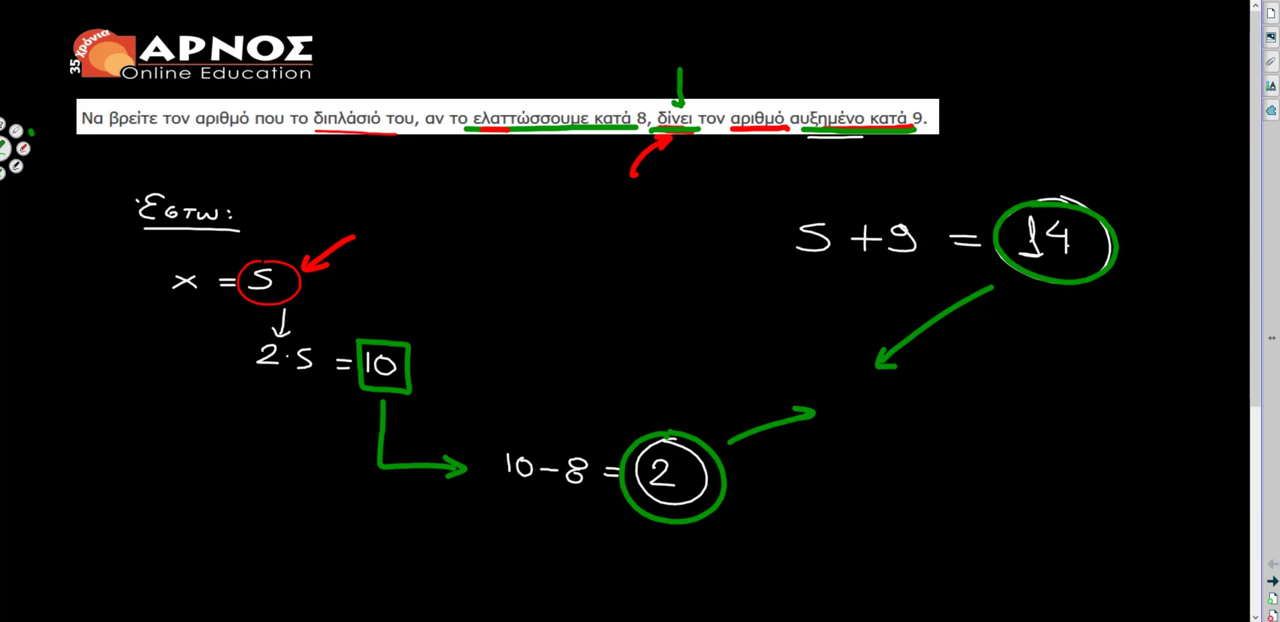 35 χρόνια
ΑΡΝΟΣ
Online Education
Να βρείτε τον αριθμό που το διπλάσιό του, αν το ελαττώσουμε κατά 8, δίνει τον αριθμό αυξημένο κατά 9.
Έστω:
5 + 9 = 14
x = 5
2·5 = 10
10 - 8 = 2